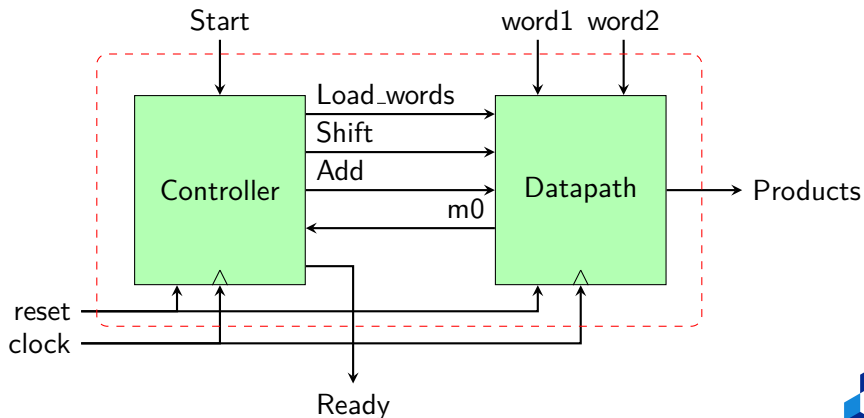 Start
word1
word2
Load_words
Shift
Add
m0
Controller
Datapath
Products
reset
clock
Ready